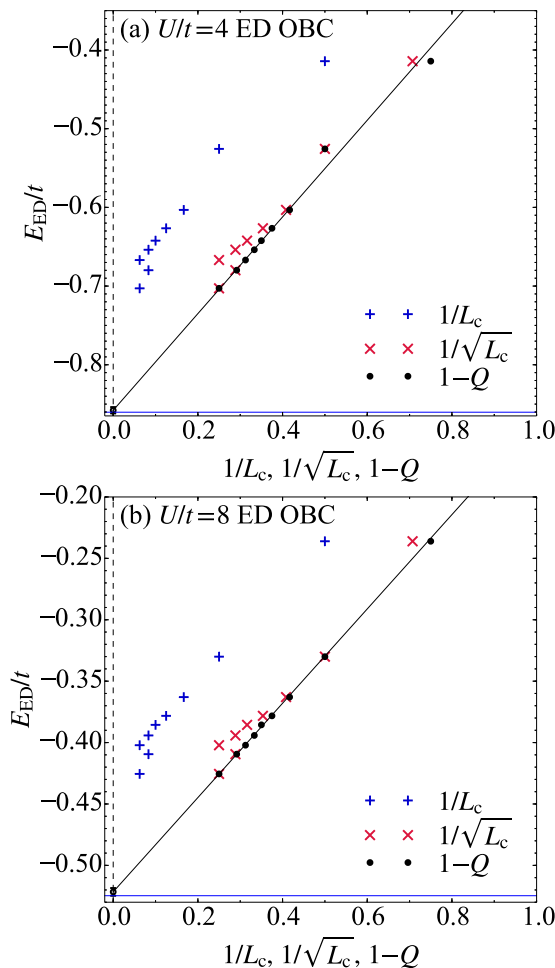 (a) U/t=4 ED OBC
−0.4
−0.5
−0.6
−0.7
−0.8
E_ED/t
1/L_c
1/√L_c
1−Q
0.0 0.2 0.4 0.6 0.8 1.0
1/L_c, 1/√L_c, 1−Q
(b) U/t=8 ED OBC
−0.20
−0.25
−0.30
−0.35
−0.40
−0.45
−0.50
E_ED/t
1/L_c
1/√L_c
1−Q
0.0 0.2 0.4 0.6 0.8 1.0
1/L_c, 1/√L_c, 1−Q